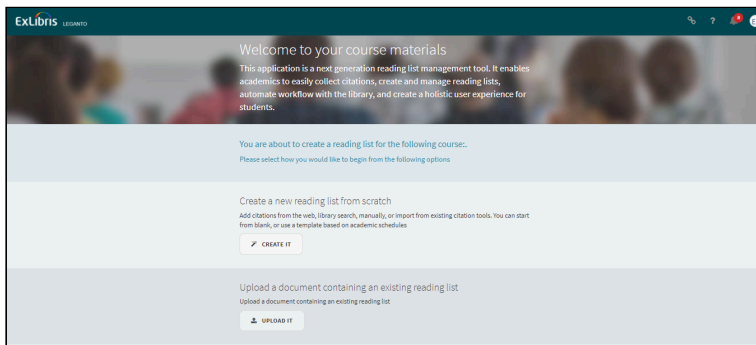 ExLibris LEGANTO
?
Welcome to your course materials
This application is a next generation reading list management tool. It enables
academics to easily collect citations, create and manage reading lists,
automate workflow with the library, and create a holistic user experience for
students.
You are about to create a reading list for the following course:.
Please select how you would like to begin from the following options
Create a new reading list from scratch
Add citations from the web, library search, manually, or import from existing citation tools. You can start
from blank, or use a template based on academic schedules
CREATE IT
Upload a document containing an existing reading list
Upload a document containing an existing reading list
UPLOAD IT